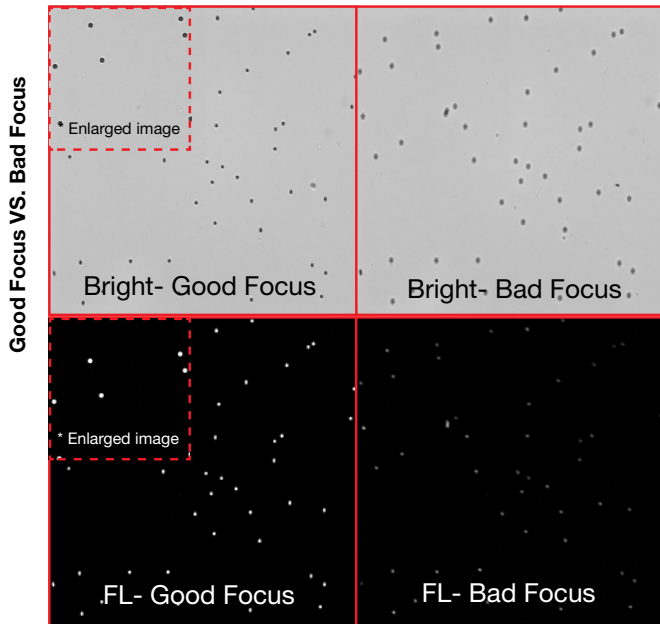 Good Focus VS. Bad Focus
* Enlarged image
Bright- Good Focus
Bright- Bad Focus
* Enlarged image
FL- Good Focus
FL- Bad Focus